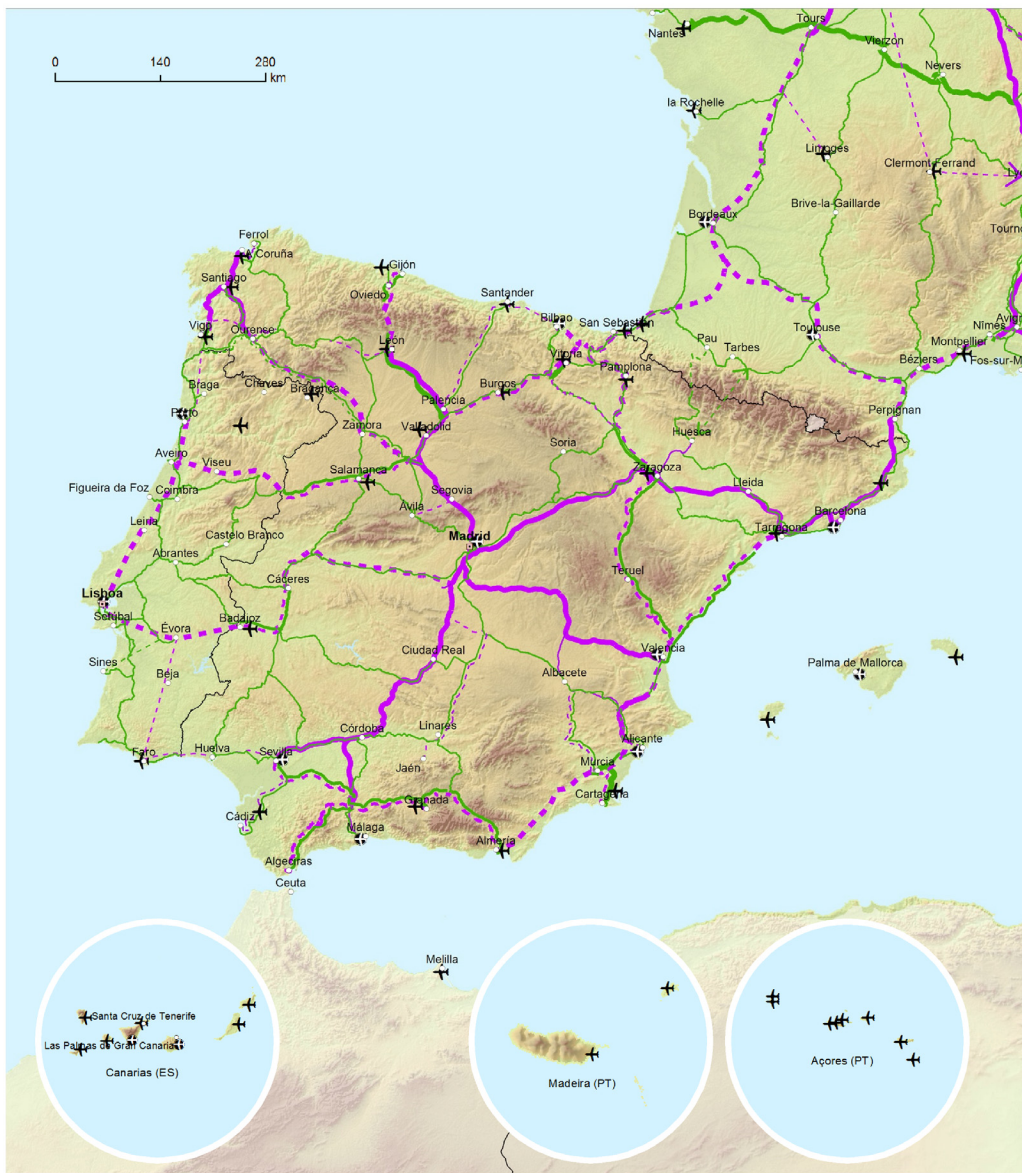 Tours
Nantes
Vierzon
0 140 280
km
Nevers
la Rochelle
Limoges
Clermont-Ferrand
Brive-la-Gaillarde
Bordeaux
Ferrol
A Coruña
Gijón
Santiago
Oviedo
Santander
Bilbao
San Sebastián
Vigo
Ourense
León
Vitoria
Pau
Tarbes
Toulouse
Nîmes
Montpellier
Béziers
Pamplona
Braga
Chaves
Bragança
Palencia
Burgos
Perpignan
Porto
Zamora
Valladolid
Huesca
Soria
Aveiro
Viseu
Salamanca
Zaragoza
Lleida
Figueira da Foz
Coimbra
Segovia
Ávila
Barcelona
Leiria
Castelo Branco
Madrid
Tarragona
Abrantes
Teruel
Lisboa
Cáceres
Setúbal
Évora
Badajoz
Sines
Beja
Ciudad Real
Valencia
Albacete
Palma de Mallorca
Faro
Huelva
Sevilla
Córdoba
Linares
Alicante
Jaén
Murcia
Cartagena
Cádiz
Granada
Málaga
Almería
Algeciras
Ceuta
Melilla
Santa Cruz de Tenerife
Las Palmas de Gran Canaria
Canarias (ES)
Madeira (PT)
Açores (PT)